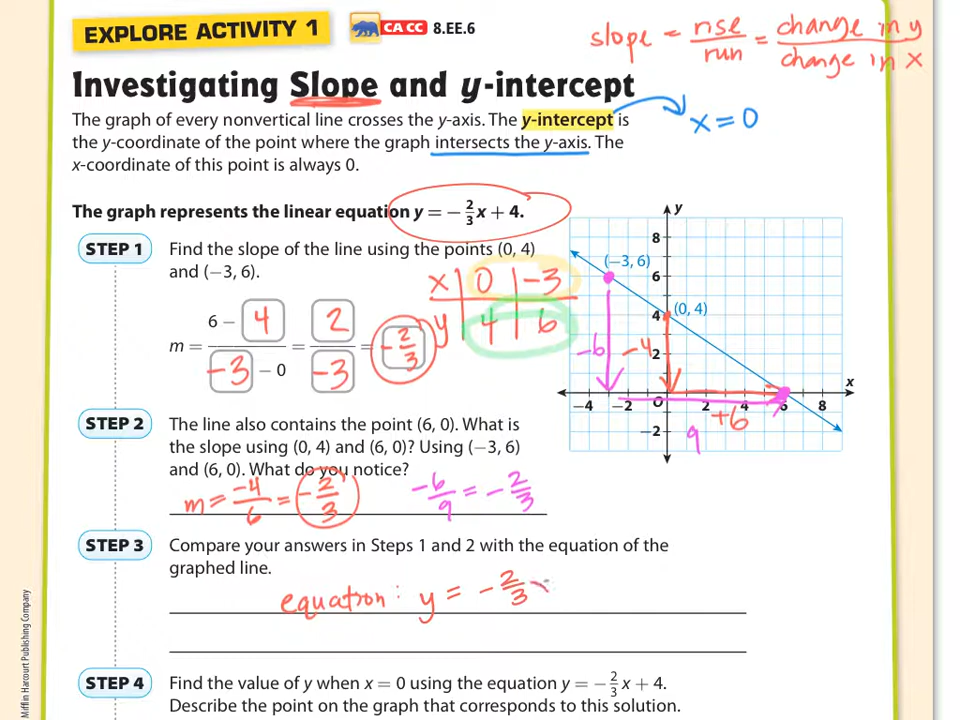 EXPLORE ACTIVITY 1 CA CC 8.EE.6
slope = rise/run = change in y/change in x
Investigating Slope and y-intercept
The graph of every nonvertical line crosses the y-axis. The y-intercept is
x = 0
the y-coordinate of the point where the graph intersects the y-axis. The
x-coordinate of this point is always 0.
The graph represents the linear equation y = −2/3x + 4.
STEP 1 Find the slope of the line using the points (0, 4)
and (−3, 6).
x 0 −3
y 4 6
m = 6 − 4/−3 − 0 = 2/−3 = −2/3
y
8
(−3, 6) 6
4 (0, 4)
−6 −4 2
x
−4 −2 O 2 4 6 8
+6
−2 9
STEP 2 The line also contains the point (6, 0). What is
the slope using (0, 4) and (6, 0)? Using (−3, 6)
and (6, 0). What do you notice?
m = −4/6 = −2/3 −6/9 = −2/3
STEP 3 Compare your answers in Steps 1 and 2 with the equation of the
graphed line.
equation: y = −2/3
STEP 4 Find the value of y when x = 0 using the equation y = −2/3x + 4.
Describe the point on the graph that corresponds to this solution.
Mifflin Harcourt Publishing Company